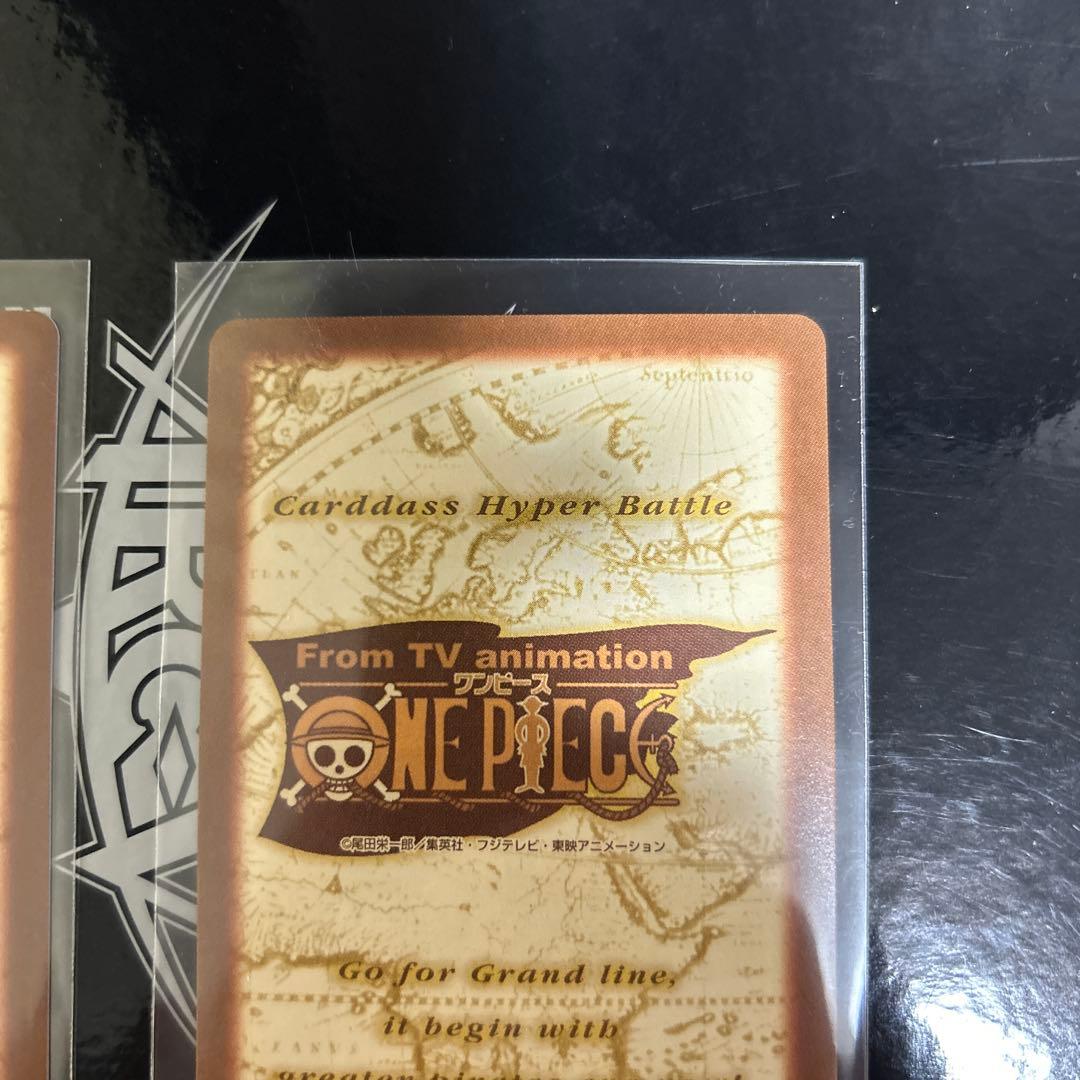 Septentrio
Carddass Hyper Battle
From TV animation
ワンピース
ONE PIECE
©尾田栄一郎／集英社・フジテレビ・東映アニメーション
Go for Grand line,
it begin with
greater pirates